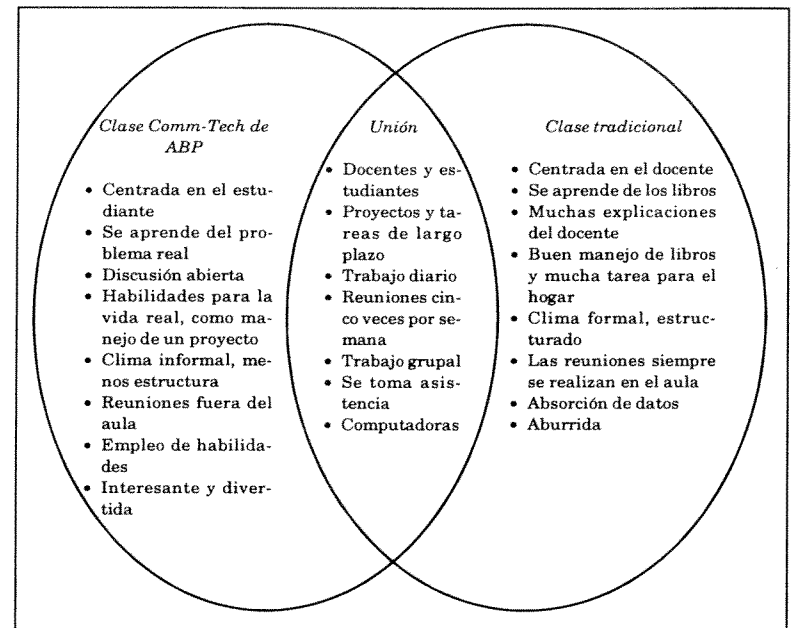 Clase Comm-Tech de
ABP
• Centrada en el estu-
diante
• Se aprende del pro-
blema real
• Discusión abierta
• Habilidades para la
vida real, como ma-
nejo de un proyecto
• Clima informal, me-
nos estructura
• Reuniones fuera del
aula
• Empleo de habilida-
des
• Interesante y diver-
tida
Unión
• Docentes y es-
tudiantes
• Proyectos y ta-
reas de largo
plazo
• Trabajo diario
• Reuniones cin-
co veces por se-
mana
• Trabajo grupal
• Se toma asis-
tencia
• Computadoras
Clase tradicional
• Centrada en el docente
• Se aprende de los libros
• Muchas explicaciones
del docente
• Buen manejo de libros
y mucha tarea para el
hogar
• Clima formal, estruc-
turado
• Las reuniones siempre
se realizan en el aula
• Absorción de datos
• Aburrida